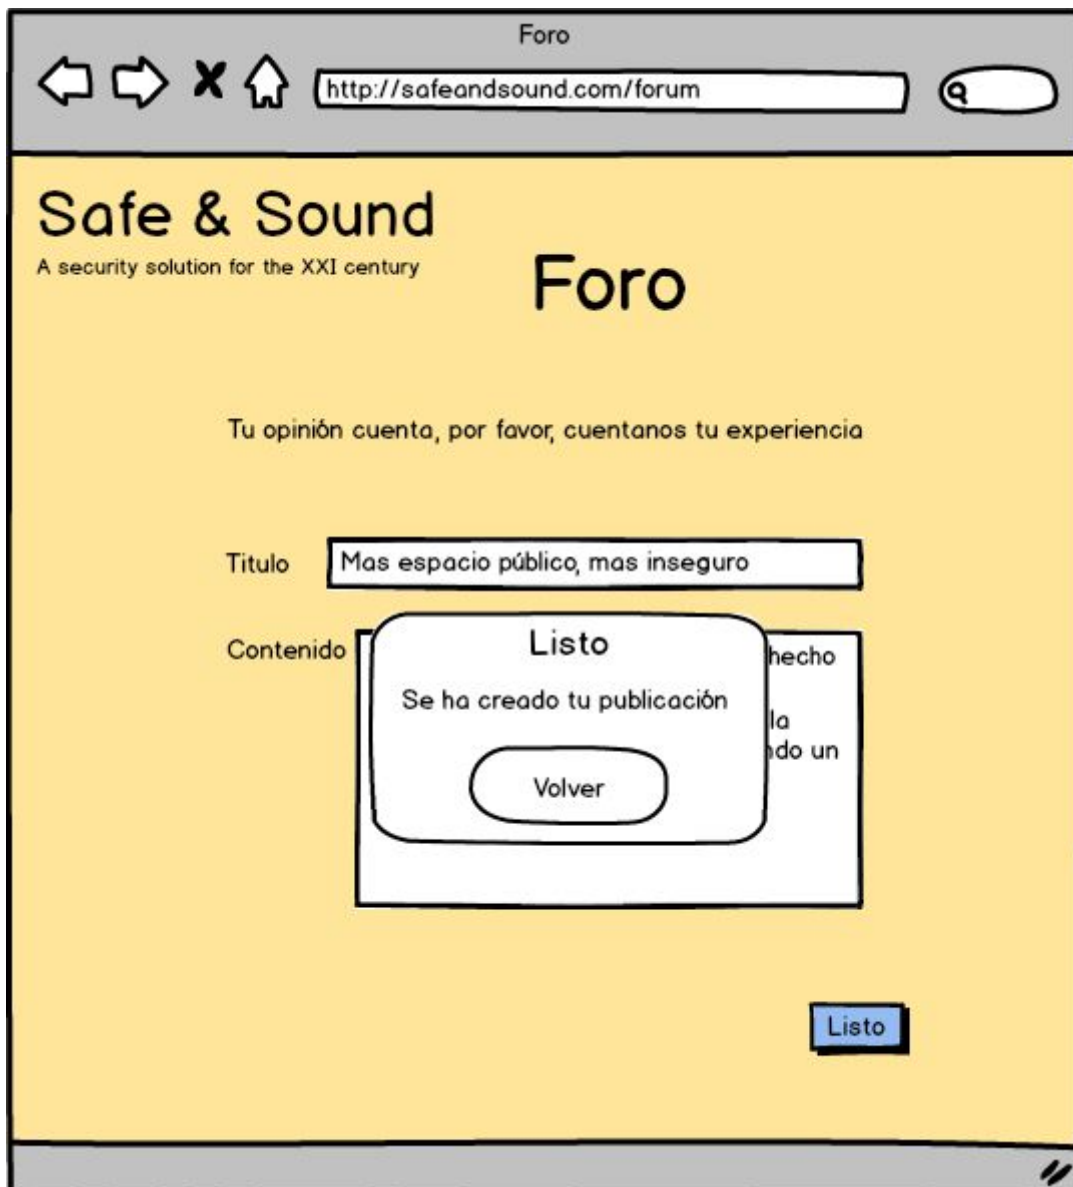 Foro
http://safeandsound.com/forum
Safe & Sound
A security solution for the XXI century
Foro
Tu opinión cuenta, por favor, cuentanos tu experiencia
Titulo
Mas espacio público, mas inseguro
Contenido
hecho
la
un
Listo
Se ha creado tu publicación
Volver
Listo